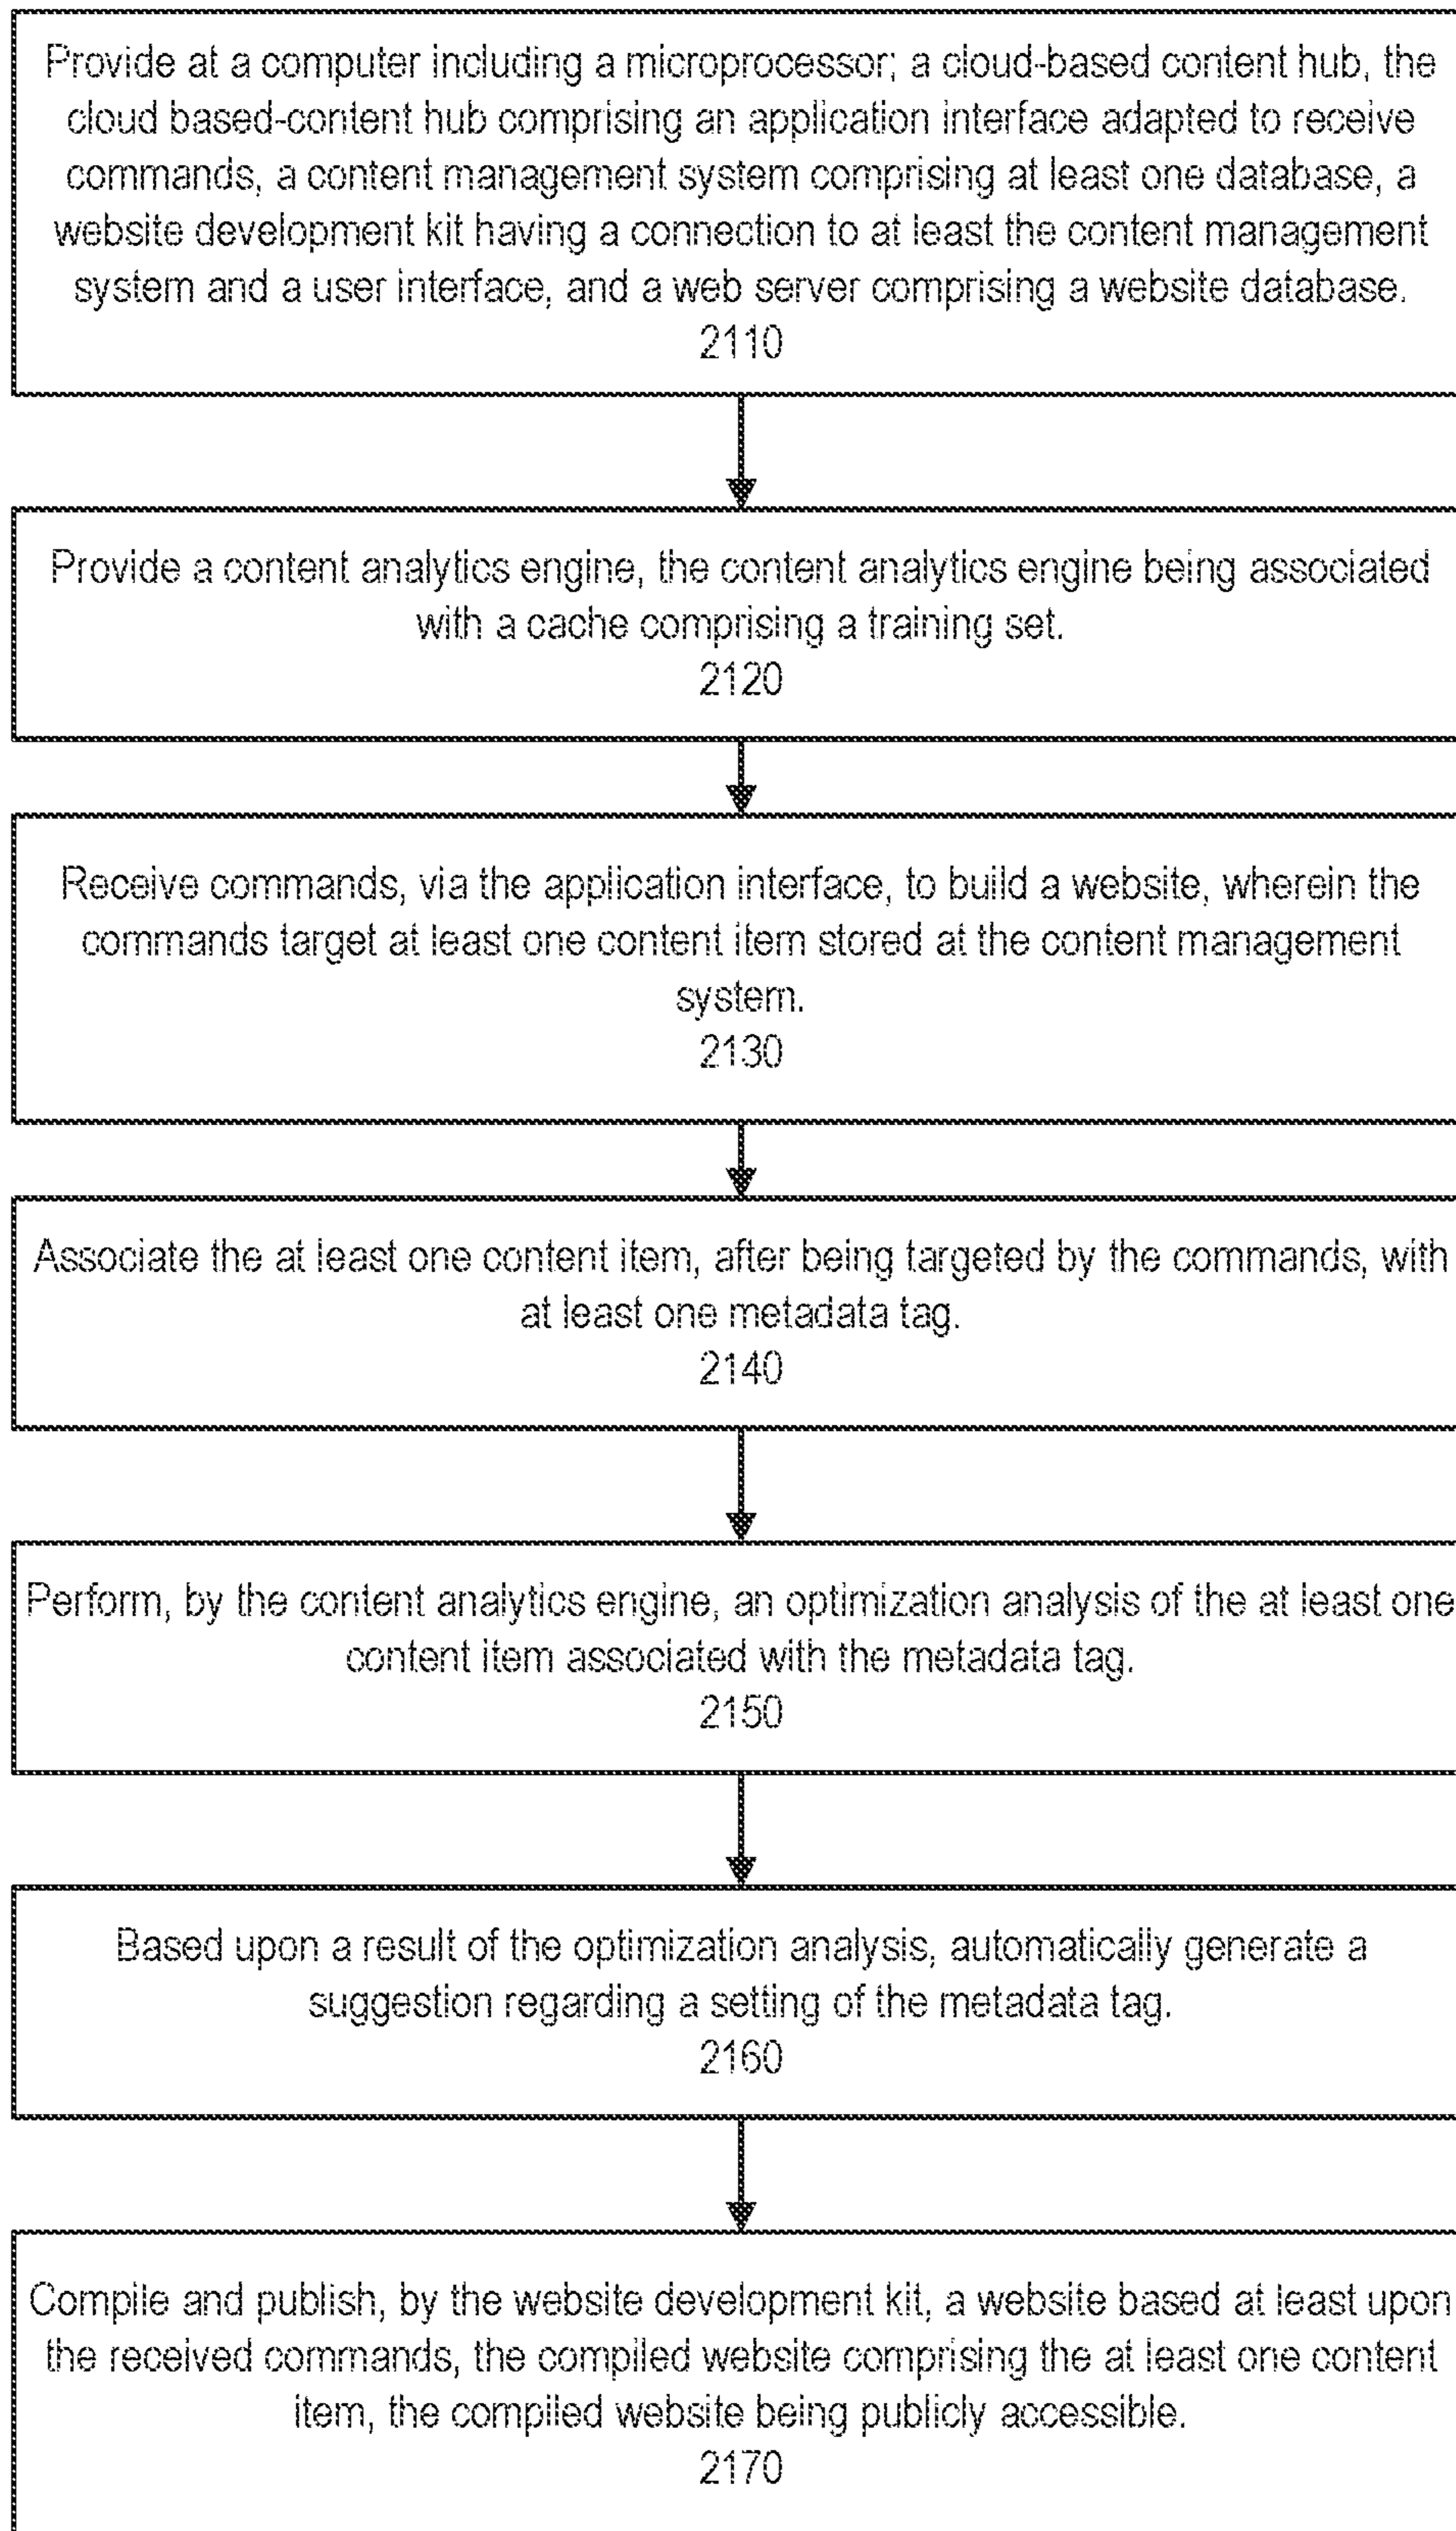 Provide at a computer including a microprocessor; a cloud-based content hub, the
cloud based-content hub comprising an application interface adapted to receive
commands, a content management system comprising at least one database, a
website development kit having a connection to at least the content management
system and a user interface, and a web server comprising a website database.
2110
Provide a content analytics engine, the content analytics engine being associated
with a cache comprising a training set.
2120
Receive commands, via the application interface, to build a website, wherein the
commands target at least one content item stored at the content management
system.
2130
Associate the at least one content item, after being targeted by the commands, with
at least one metadata tag.
2140
Perform, by the content analytics engine, an optimization analysis of the at least one
content item associated with the metadata tag.
2150
Based upon a result of the optimization analysis, automatically generate a
suggestion regarding a setting of the metadata tag.
2160
Compile and publish, by the website development kit, a website based at least upon
the received commands, the compiled website comprising the at least one content
item, the compiled website being publicly accessible.
2170